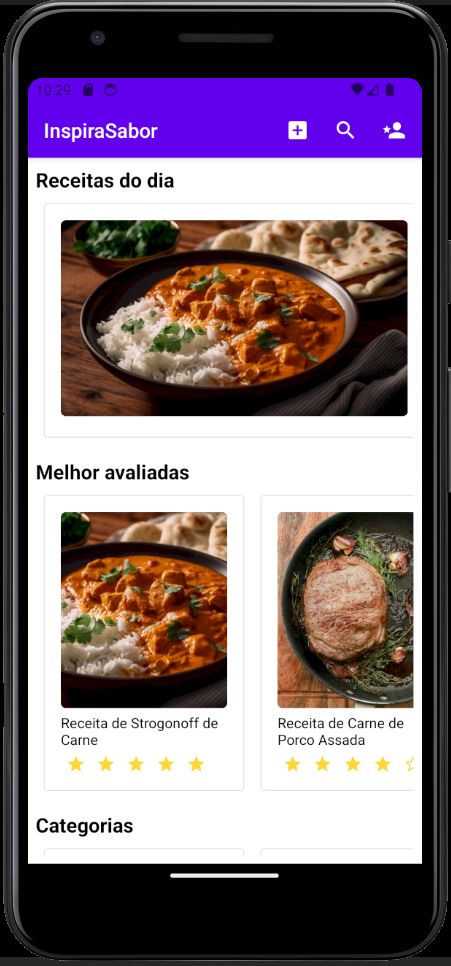 10:29
InspiraSabor
Receitas do dia
Melhor avaliadas
Receita de Strogonoff de
Carne
Receita de Carne de
Porco Assada
Categorias